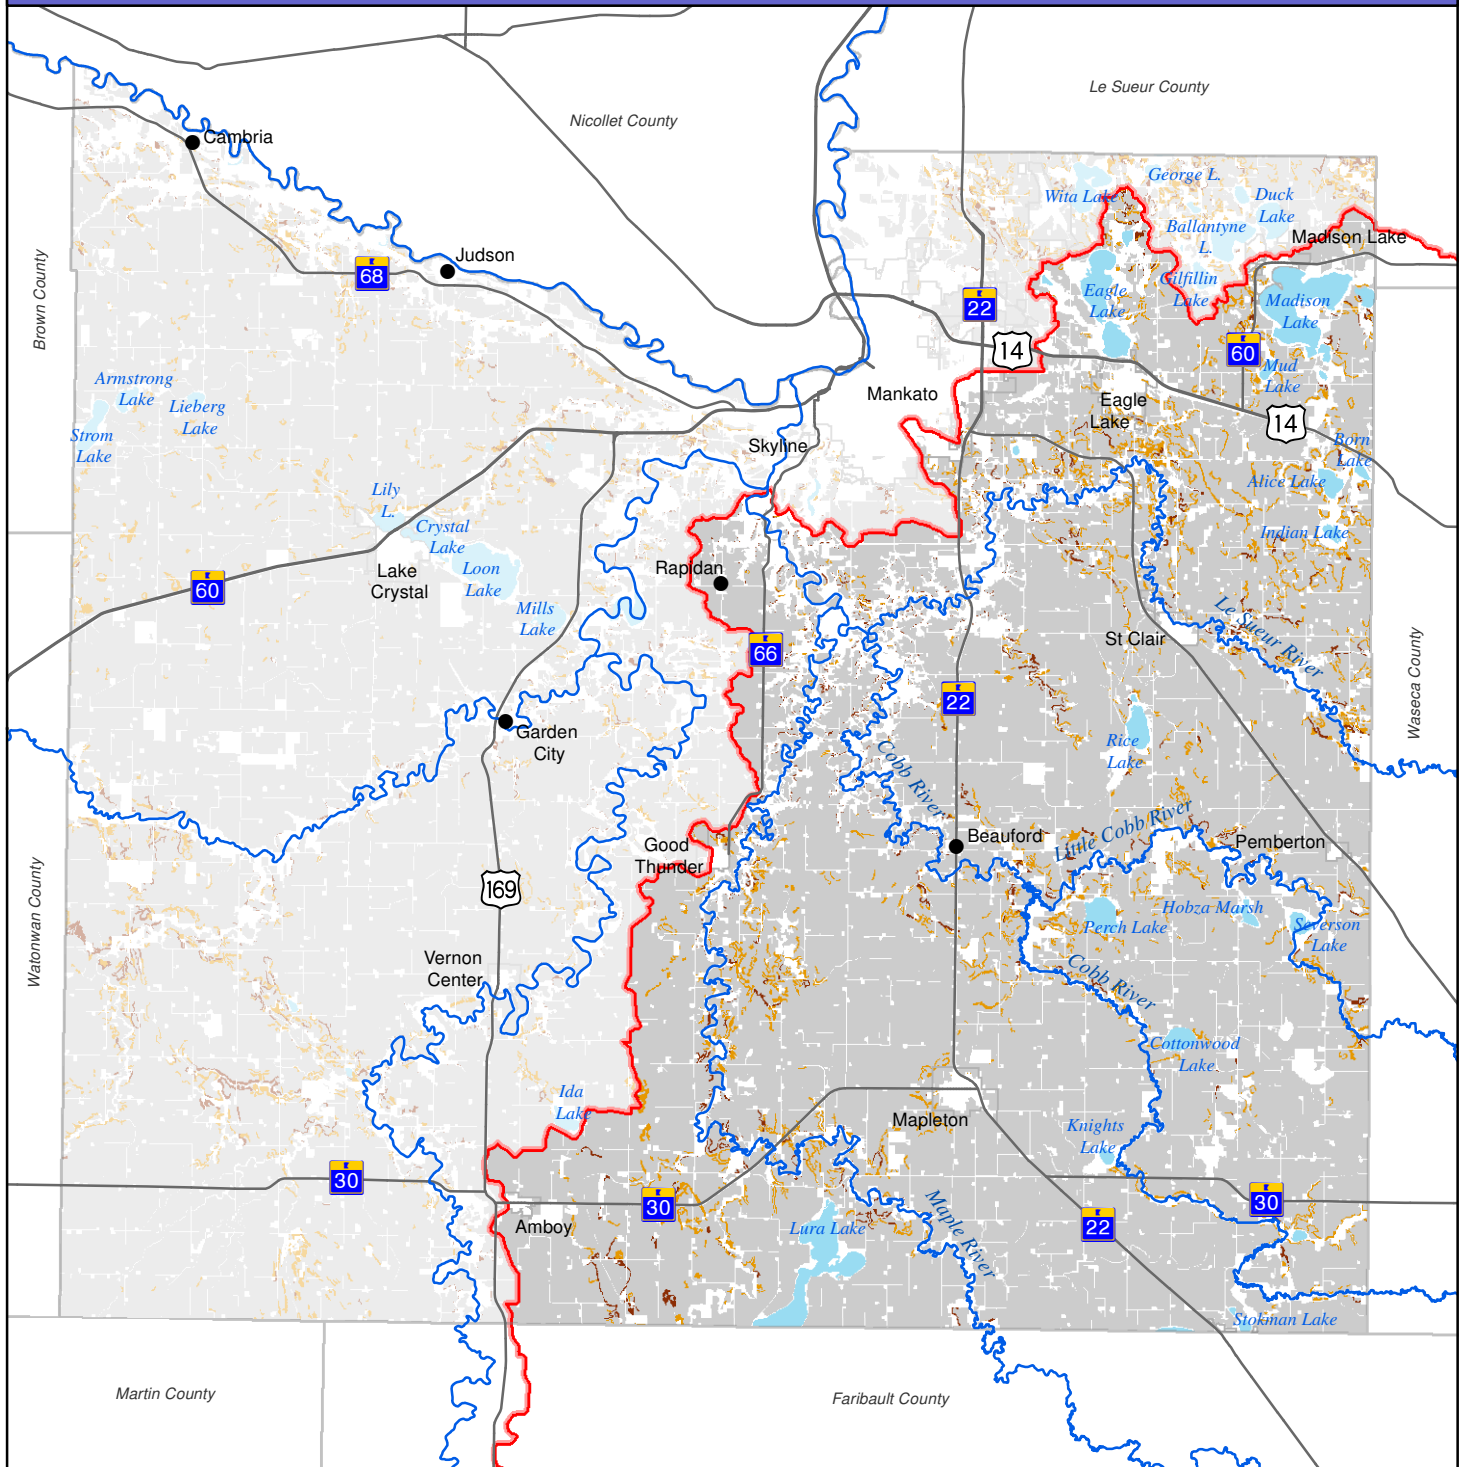 Le Sueur County
Nicollet County
Cambria
George L.
Wita Lake
Duck
Lake
Ballantyne
L.
Madison Lake
Judson
68
Brown County
Eagle
Lake
Gilfillin
Lake
Madison
Lake
22
14
60
Mud
Lake
Armstrong
Lake
Lieberg
Lake
Strom
Lake
Mankato
Eagle
Lake
14
Born
Lake
Skyline
Alice Lake
Lily
L.
Crystal
Lake
Loon
Lake
Indian Lake
Lake
Crystal
60
Rapidan
Mills
Lake
Le Sueur River
St Clair
66
Waseca County
22
Garden
City
Rice
Lake
Cobb River
Good
Thunder
Beauford
Little Cobb River
Pemberton
169
Watonwan County
Hobza Marsh
Perch Lake
Severson
Lake
Vernon
Center
Cobb River
Cottonwood
Lake
Ida
Lake
Mapleton
Knights
Lake
30
30
30
Amboy
Lura Lake
Maple River
22
Stokman Lake
Martin County
Faribault County